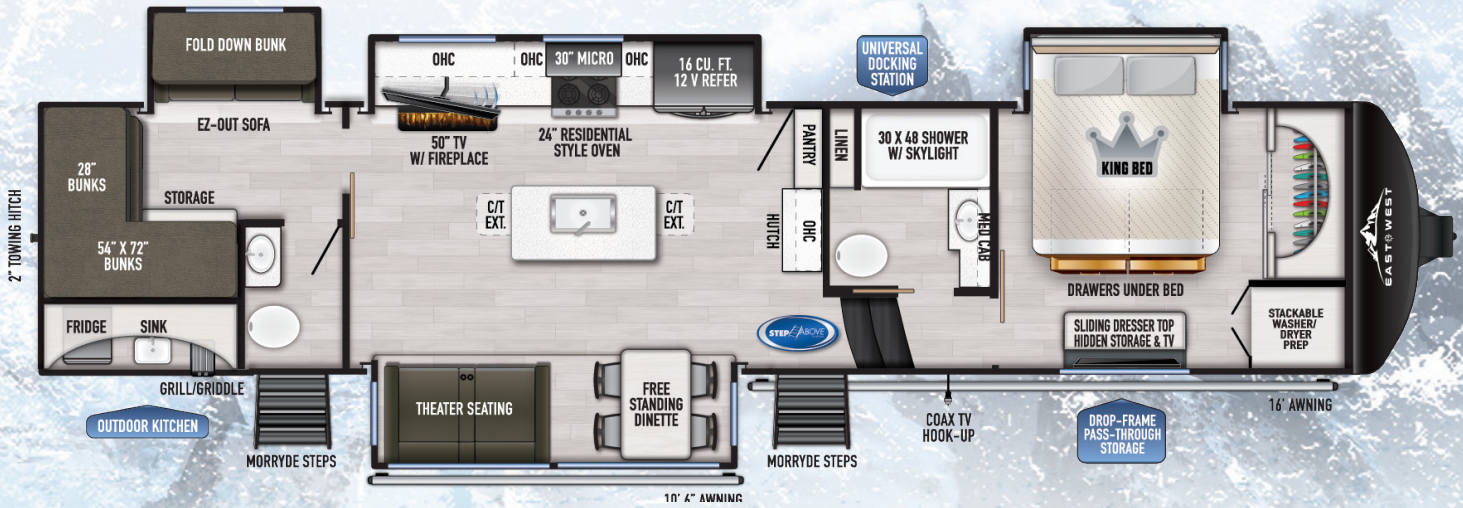 FOLD DOWN BUNK
EZ-OUT SOFA
28"
BUNKS
STORAGE
54" X 72"
BUNKS
2" TOWING HITCH
FRIDGE
SINK
GRILL/GRIDDLE
OUTDOOR KITCHEN
MORRYDE STEPS
OHC
OHC
30" MICRO
OHC
16 CU. FT.
12 V REFER
50" TV
W/ FIREPLACE
24" RESIDENTIAL
STYLE OVEN
C/T
EXT.
C/T
EXT.
PANTRY
HUTCH
OHC
THEATER SEATING
FREE
STANDING
DINETTE
10' 6" AWNING
STEP ABOVE
MORRYDE STEPS
UNIVERSAL
DOCKING
STATION
LINEN
30 X 48 SHOWER
W/ SKYLIGHT
MED CAB
KING BED
DRAWERS UNDER BED
SLIDING DRESSER TOP
HIDDEN STORAGE & TV
STACKABLE
WASHER/
DRYER
PREP
COAX TV
HOOK-UP
DROP-FRAME
PASS-THROUGH
STORAGE
16' AWNING
EAST WEST